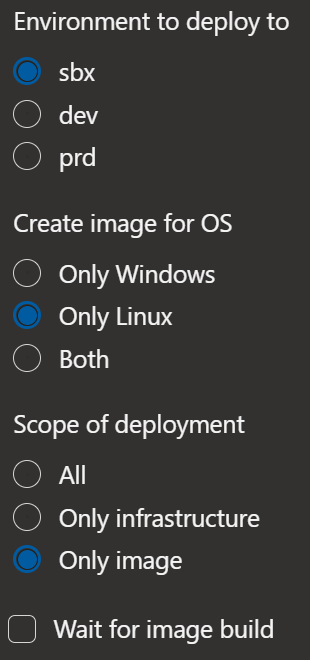 Environment to deploy to
sbx
dev
prd
Create image for OS
Only Windows
Only Linux
Both
Scope of deployment
All
Only infrastructure
Only image
Wait for image build